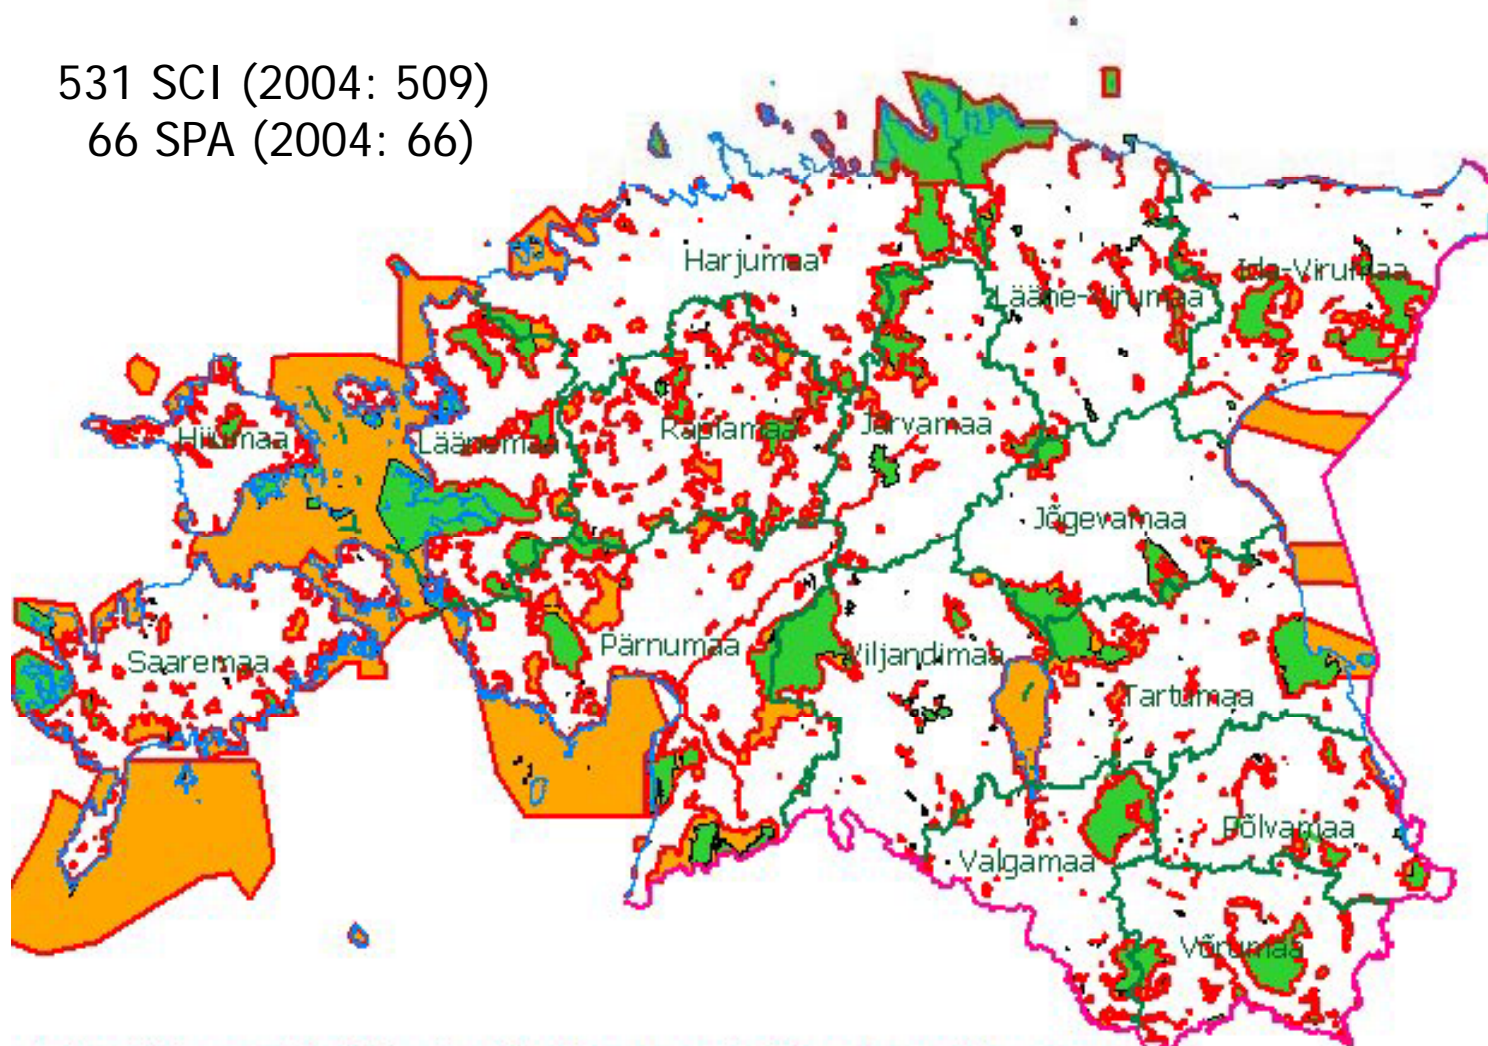 531 SCI (2004: 509)
66 SPA (2004: 66)
Harjumaa
Ida-Virumaa
Lääne-Virumaa
Hiiumaa
Läänemaa
Raplamaa
Järvamaa
Jõgevamaa
Saaremaa
Pärnumaa
Viljandimaa
Tartumaa
Põlvamaa
Valgamaa
Võrumaa